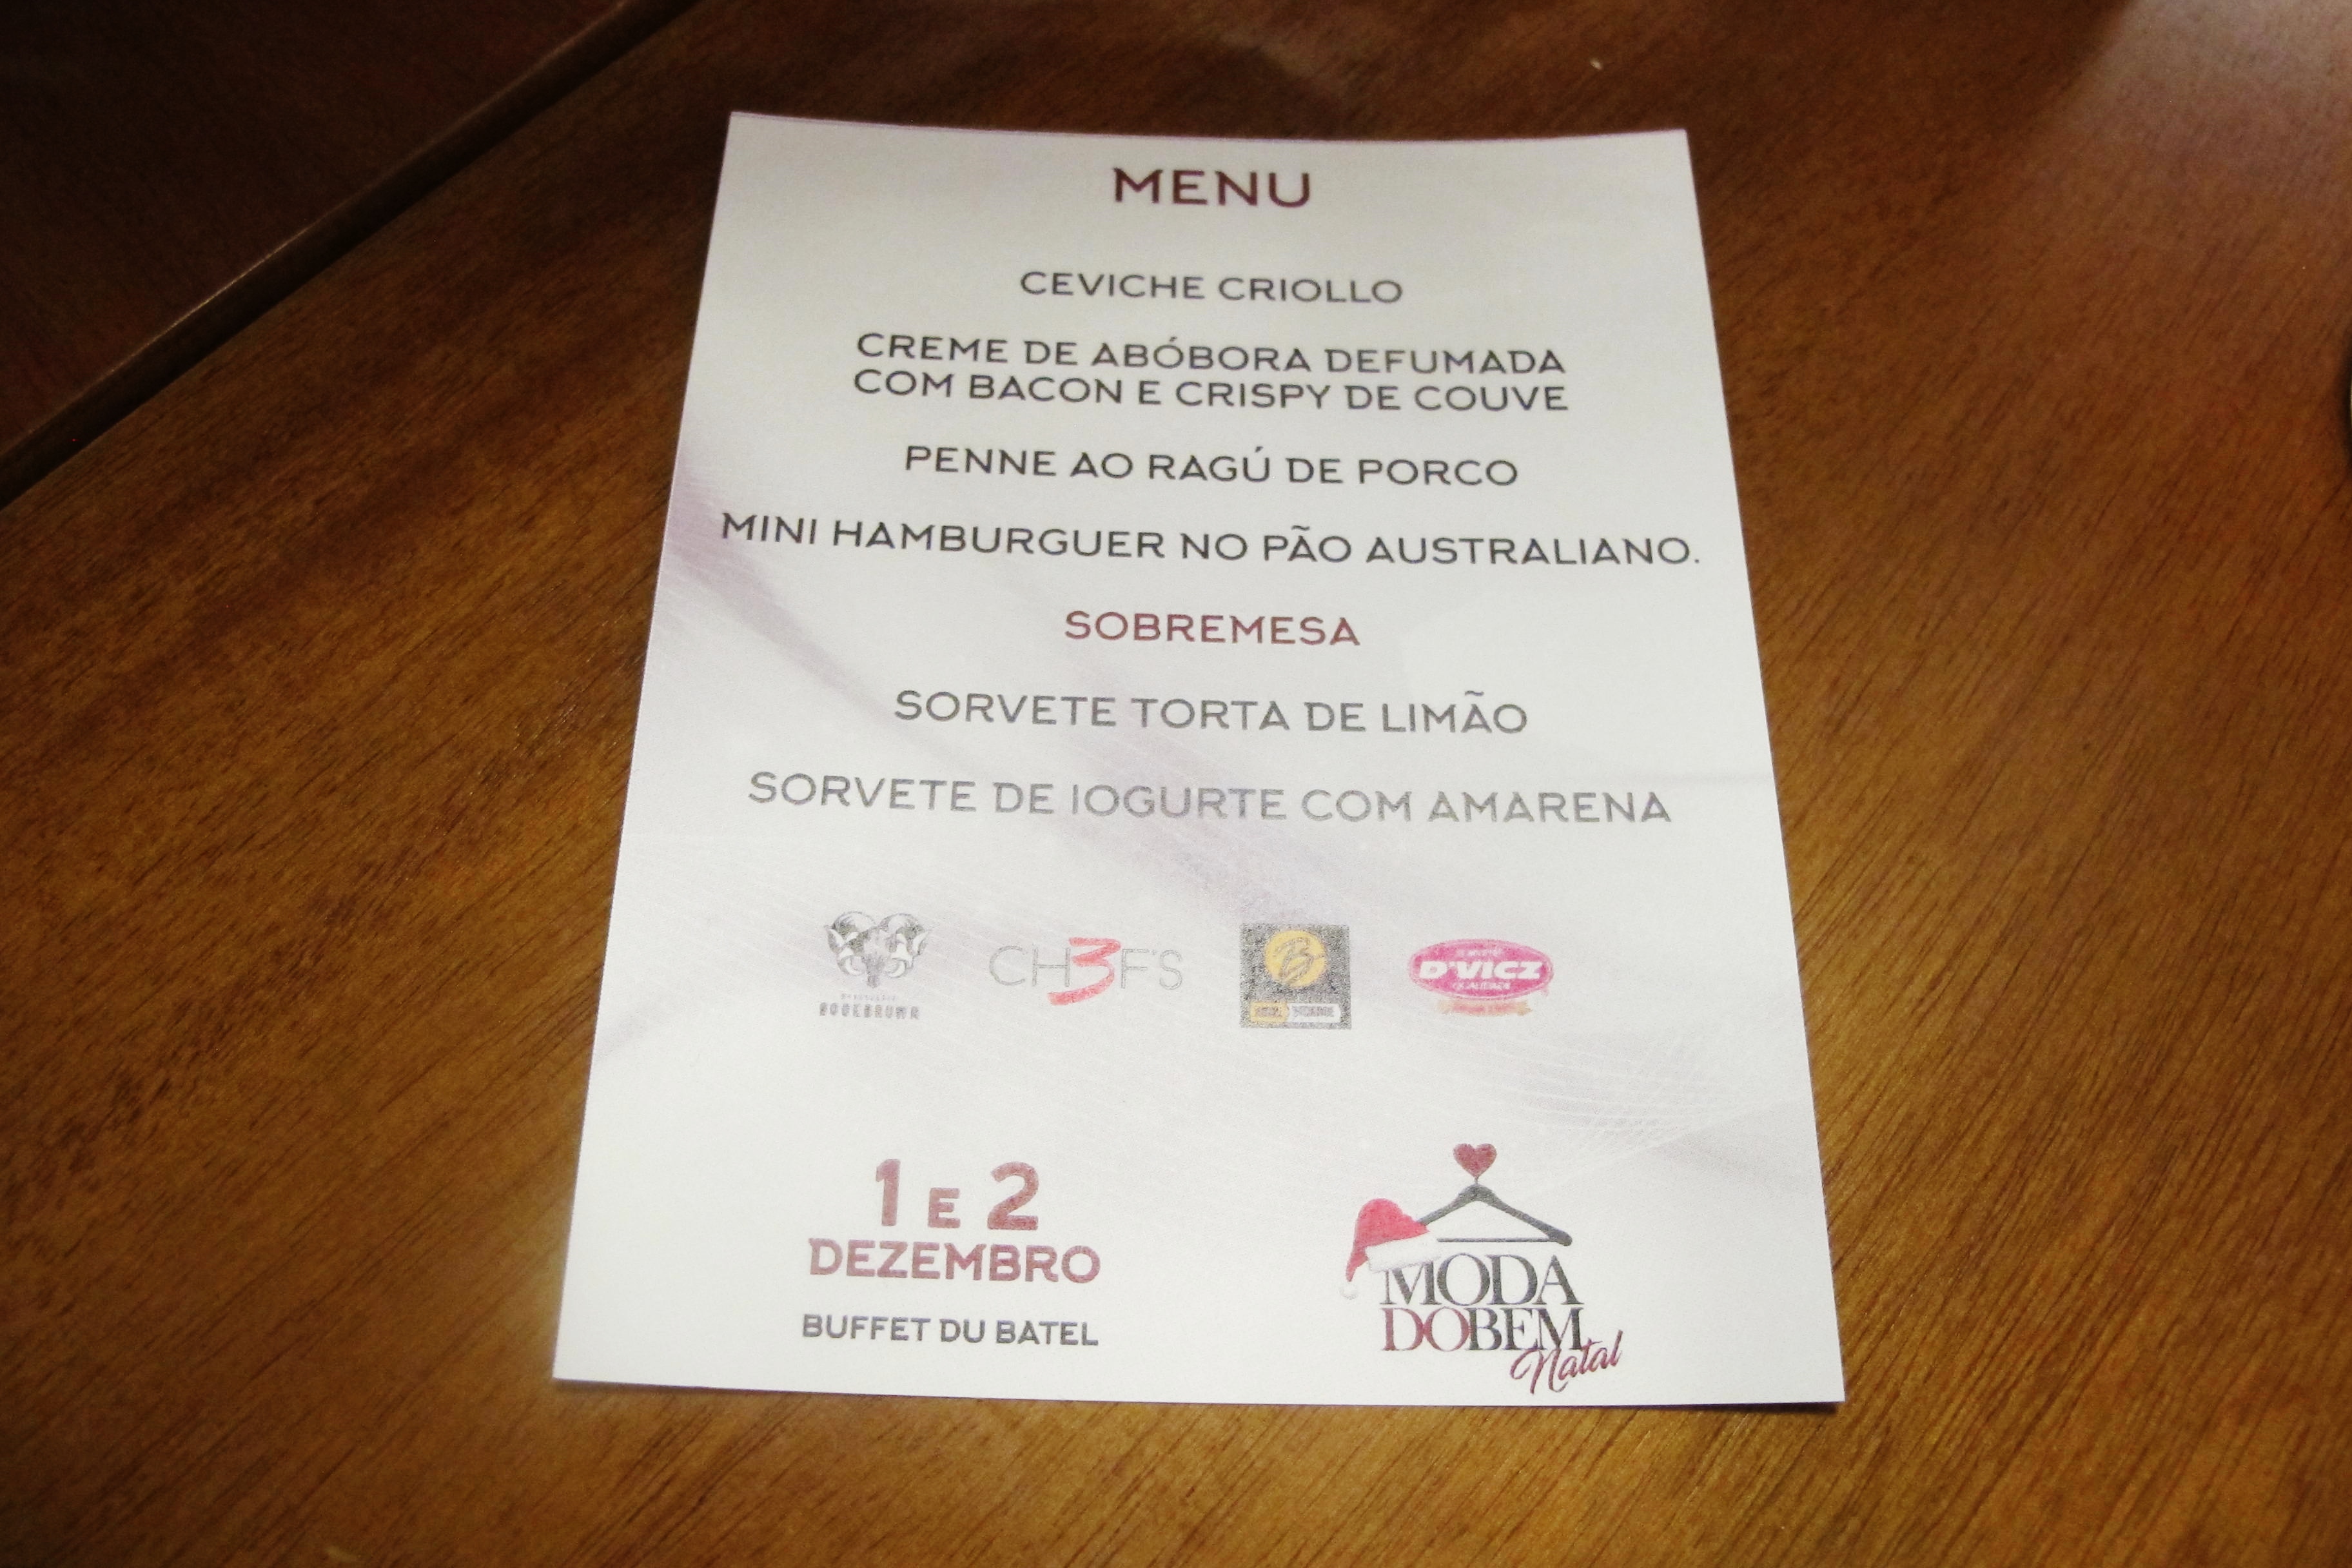 MENU
CEVICHE CRIOLLO
CREME DE ABÓBORA DEFUMADA
COM BACON E CRISPY DE COUVE
PENNE AO RAGÚ DE PORCO
MINI HAMBURGUER NO PÃO AUSTRALIANO.
SOBREMESA
SORVETE TORTA DE LIMÃO
SORVETE DE IOGURTE COM AMARENA
BODEBROWN
CH3F'S
B
D'VICZ
1 E 2
DEZEMBRO
BUFFET DU BATEL
MODA
DOBEM
Natal